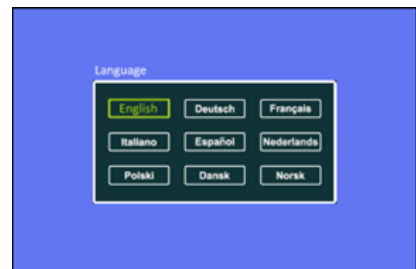 Language
English Deutsch Français
Italiano Español Nederlands
Polski Dansk Norsk